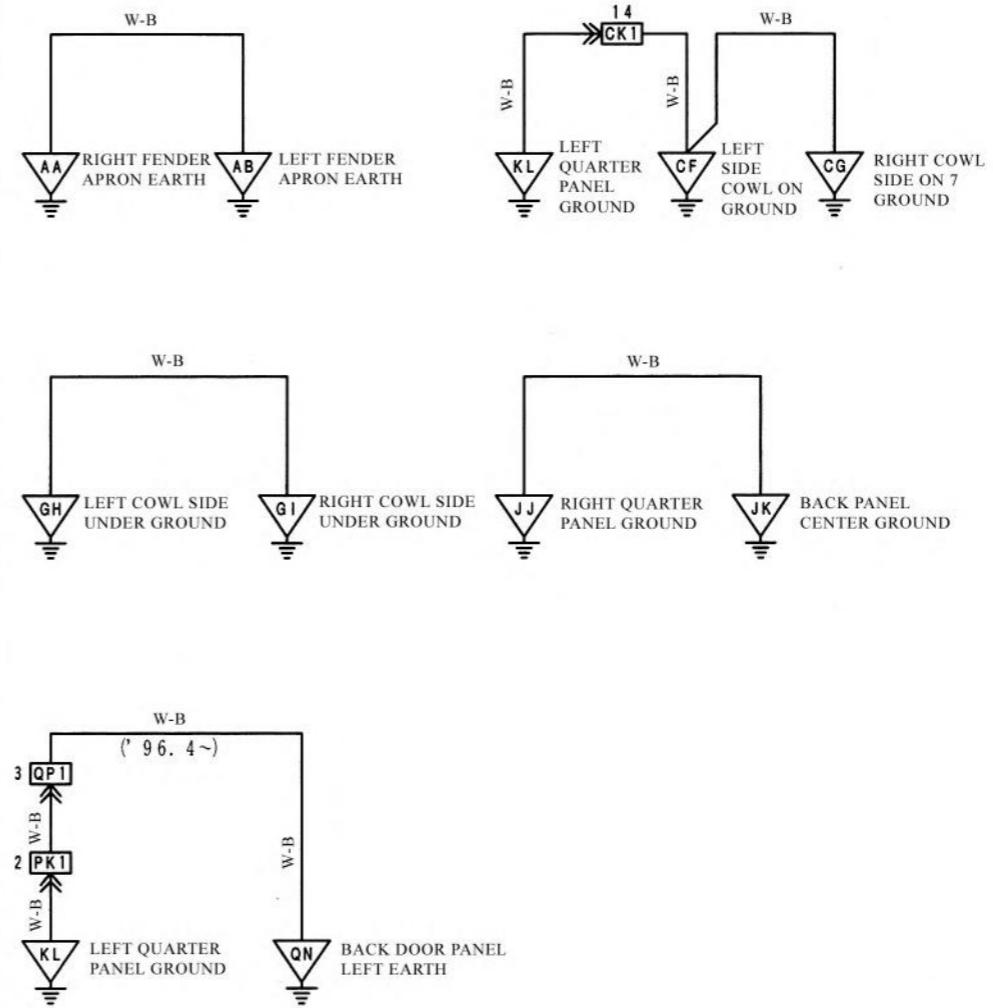 W-B
AA
RIGHT FENDER
APRON EARTH
AB
LEFT FENDER
APRON EARTH
14
CK1
W-B
W-B
W-B
KL
LEFT
QUARTER
PANEL
GROUND
CF
LEFT
SIDE
COWL ON
GROUND
CG
RIGHT COWL
SIDE ON 7
GROUND
W-B
GH
LEFT COWL SIDE
UNDER GROUND
GI
RIGHT COWL SIDE
UNDER GROUND
W-B
JJ
RIGHT QUARTER
PANEL GROUND
JK
BACK PANEL
CENTER GROUND
W-B
(' 96. 4~)
3 QP1
W-B
2 PK1
W-B
W-B
KL
LEFT QUARTER
PANEL GROUND
QN
BACK DOOR PANEL
LEFT EARTH